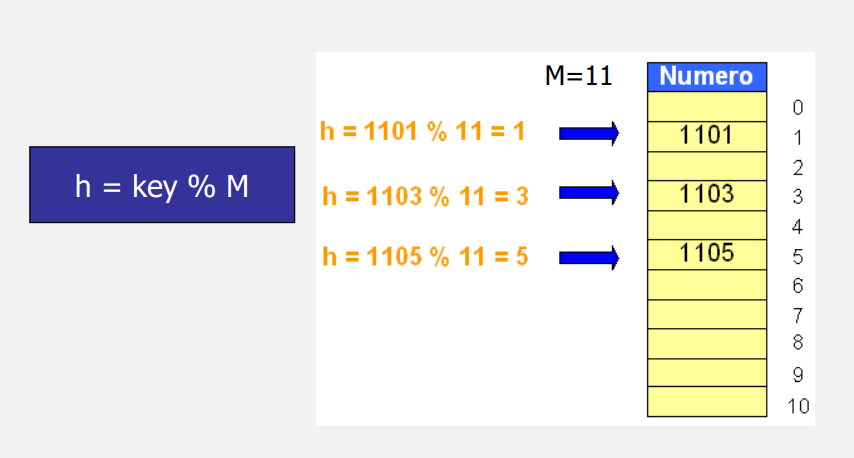 h = key % M
M=11
h = 1101 % 11 = 1
h = 1103 % 11 = 3
h = 1105 % 11 = 5
Numero
0
1101 1
2
1103 3
4
1105 5
6
7
8
9
10